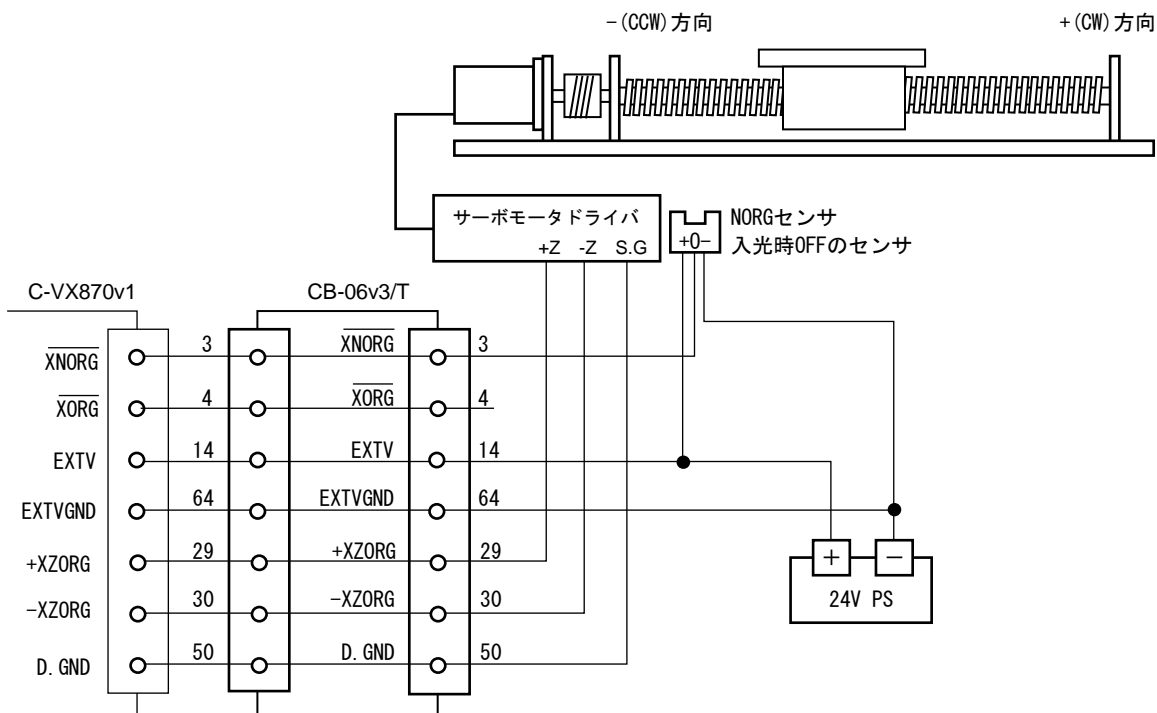 −(CCW)方向
+(CW)方向
サーボモータドライバ
+Z -Z S.G
NORGセンサ
入光時OFFのセンサ
+O−
C-VX870v1
CB-06v3/T
XNORG 3 XNORG 3
XORG 4 XORG 4
EXTV 14 EXTV 14
EXTVGND 64 EXTVGND 64
+XZORG 29 +XZORG 29
−XZORG 30 −XZORG 30
D. GND 50 D. GND 50
+ −
24V PS